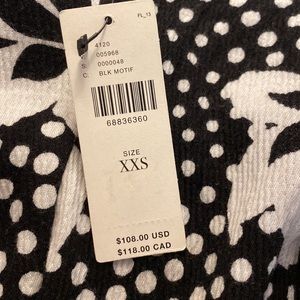 FL_13
4120
005968
S. 0000048
C. BLK MOTIF
68836360
SIZE
XXS
$108.00 USD
$118.00 CAD